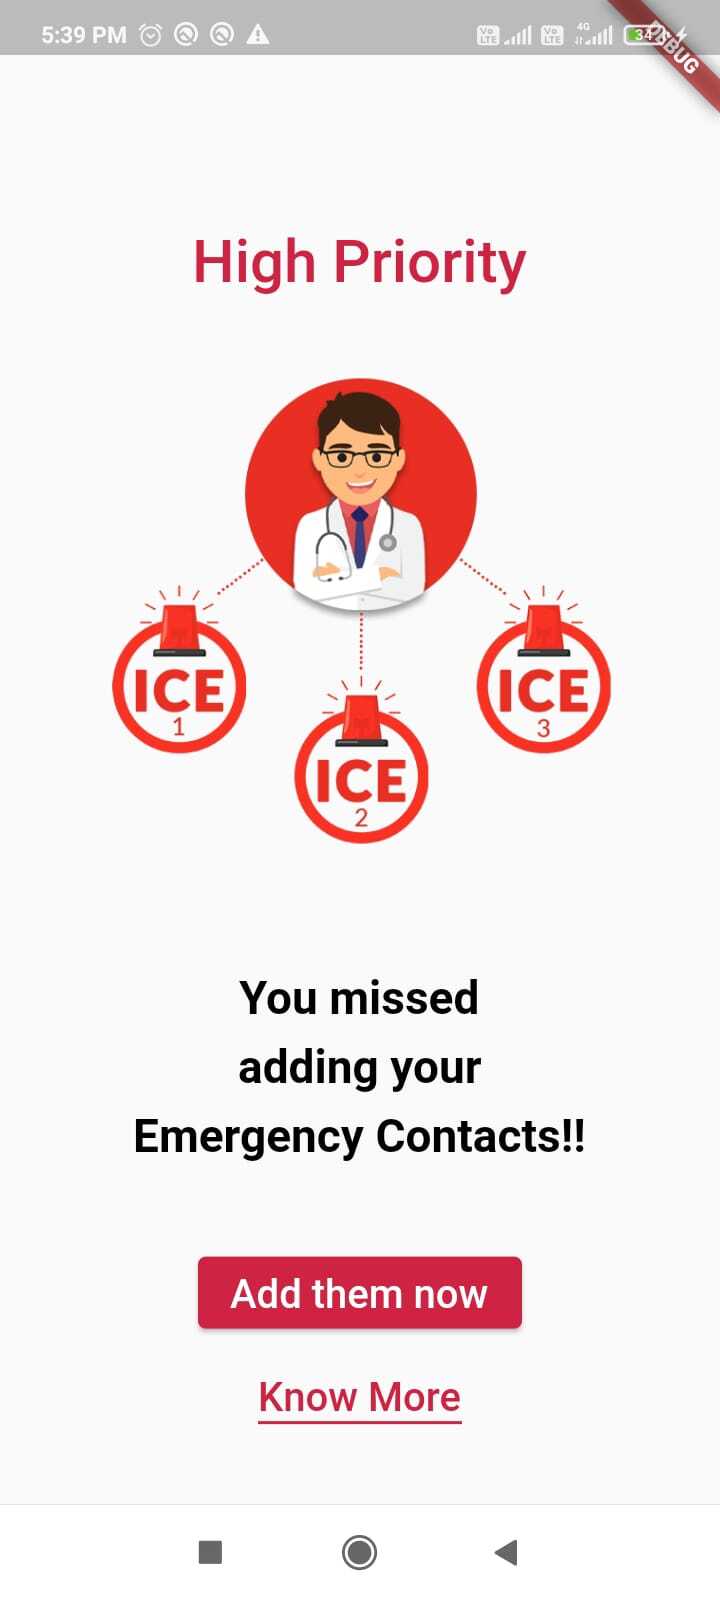 5:39 PM
Vo LTE Vo LTE 4G 34
DEBUG
High Priority
ICE
1
ICE
3
ICE
2
You missed
adding your
Emergency Contacts!!
Add them now
Know More